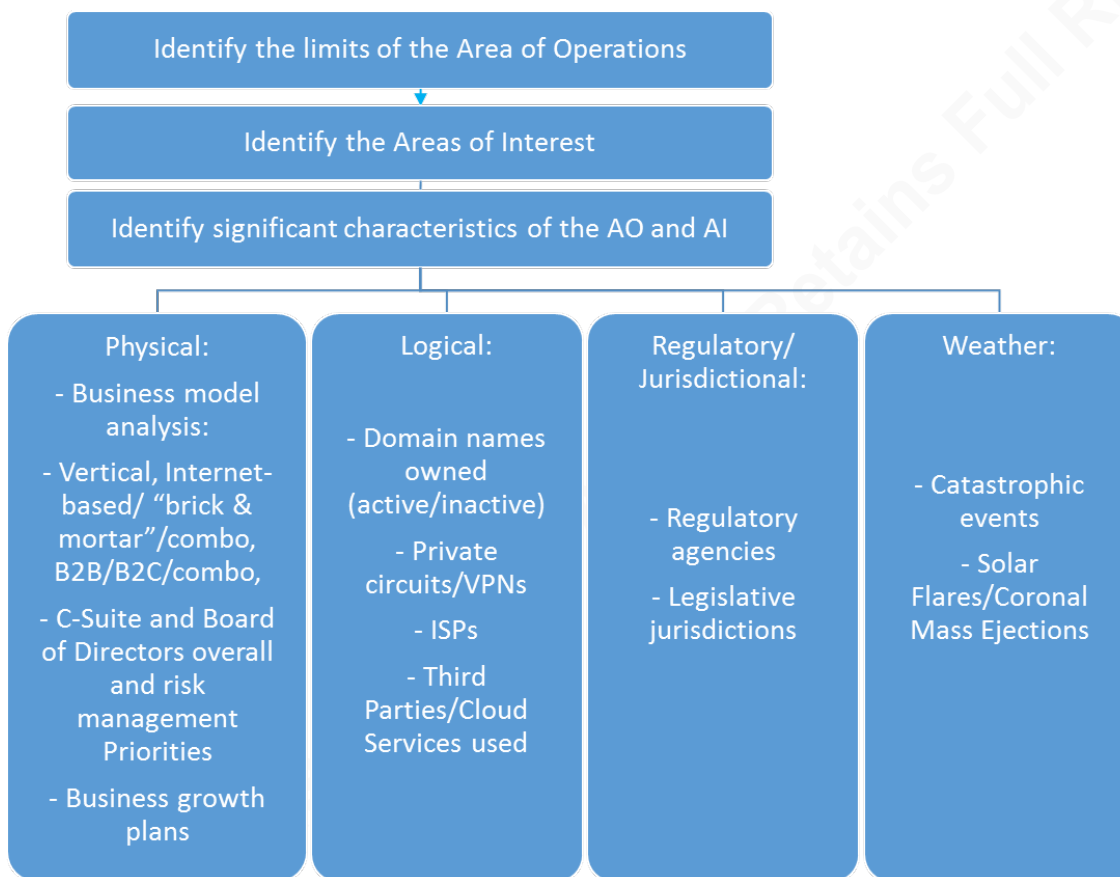 Identify the limits of the Area of Operations
Identify the Areas of Interest
Identify significant characteristics of the AO and AI
Physical:
- Business model
analysis:
- Vertical, Internet-
based/ “brick &
mortar”/combo,
B2B/B2C/combo,
- C-Suite and Board
of Directors overall
and risk
management
Priorities
- Business growth
plans
Logical:
- Domain names
owned
(active/inactive)
- Private
circuits/VPNs
- ISPs
- Third
Parties/Cloud
Services used
Regulatory/
Jurisdictional:
- Regulatory
agencies
- Legislative
jurisdictions
Weather:
- Catastrophic
events
- Solar
Flares/Coronal
Mass Ejections
Retains Full